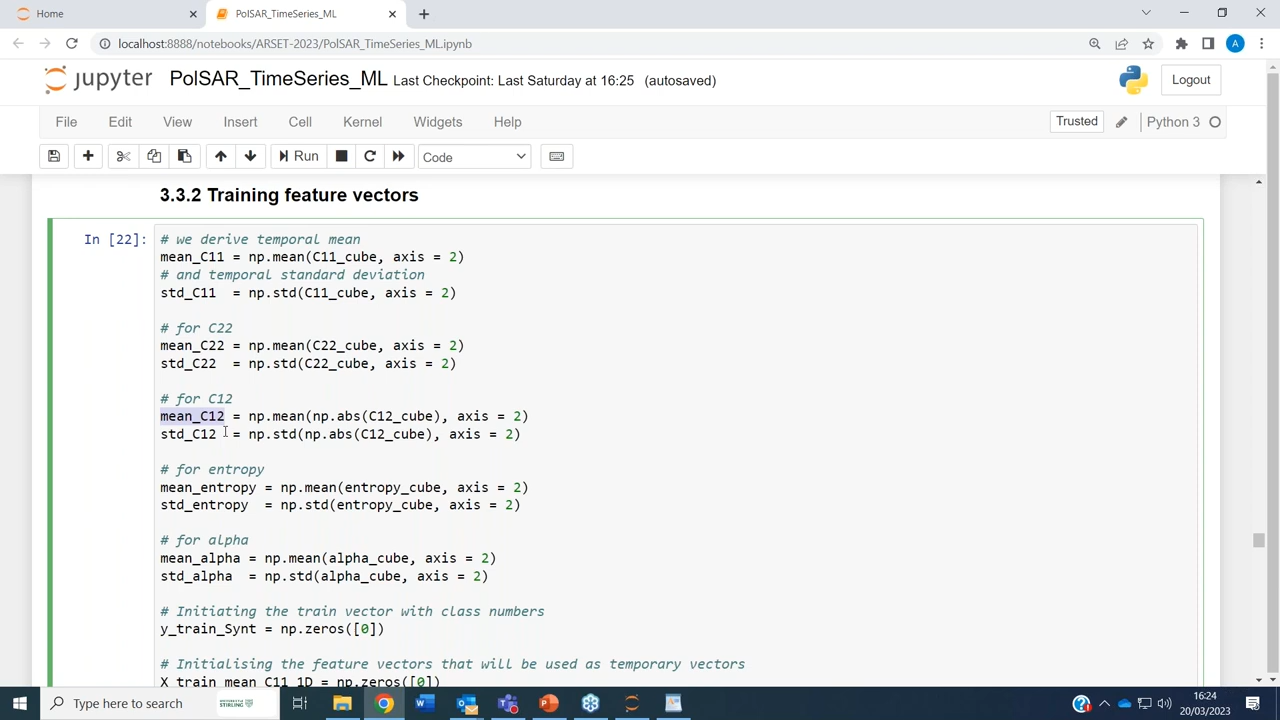 Home
PolSAR_TimeSeries_ML
localhost:8888/notebooks/ARSET-2023/PolSAR_TimeSeries_ML.ipynb
A
jupyter PolSAR_TimeSeries_ML Last Checkpoint: Last Saturday at 16:25 (autosaved)
Logout
File Edit View Insert Cell Kernel Widgets Help
Trusted Python 3
Run Code
3.3.2 Training feature vectors
In [22]:
# we derive temporal mean
mean_C11 = np.mean(C11_cube, axis = 2)
# and temporal standard deviation
std_C11  = np.std(C11_cube, axis = 2)
# for C22
mean_C22 = np.mean(C22_cube, axis = 2)
std_C22  = np.std(C22_cube, axis = 2)
# for C12
mean_C12 = np.mean(np.abs(C12_cube), axis = 2)
std_C12  = np.std(np.abs(C12_cube), axis = 2)
# for entropy
mean_entropy = np.mean(entropy_cube, axis = 2)
std_entropy  = np.std(entropy_cube, axis = 2)
# for alpha
mean_alpha = np.mean(alpha_cube, axis = 2)
std_alpha  = np.std(alpha_cube, axis = 2)
# Initiating the train vector with class numbers
y_train_Synt = np.zeros([0])
# Initialising the feature vectors that will be used as temporary vectors
X_train_mean_C11_1D = np.zeros([0])
Type here to search
16:24
20/03/2023